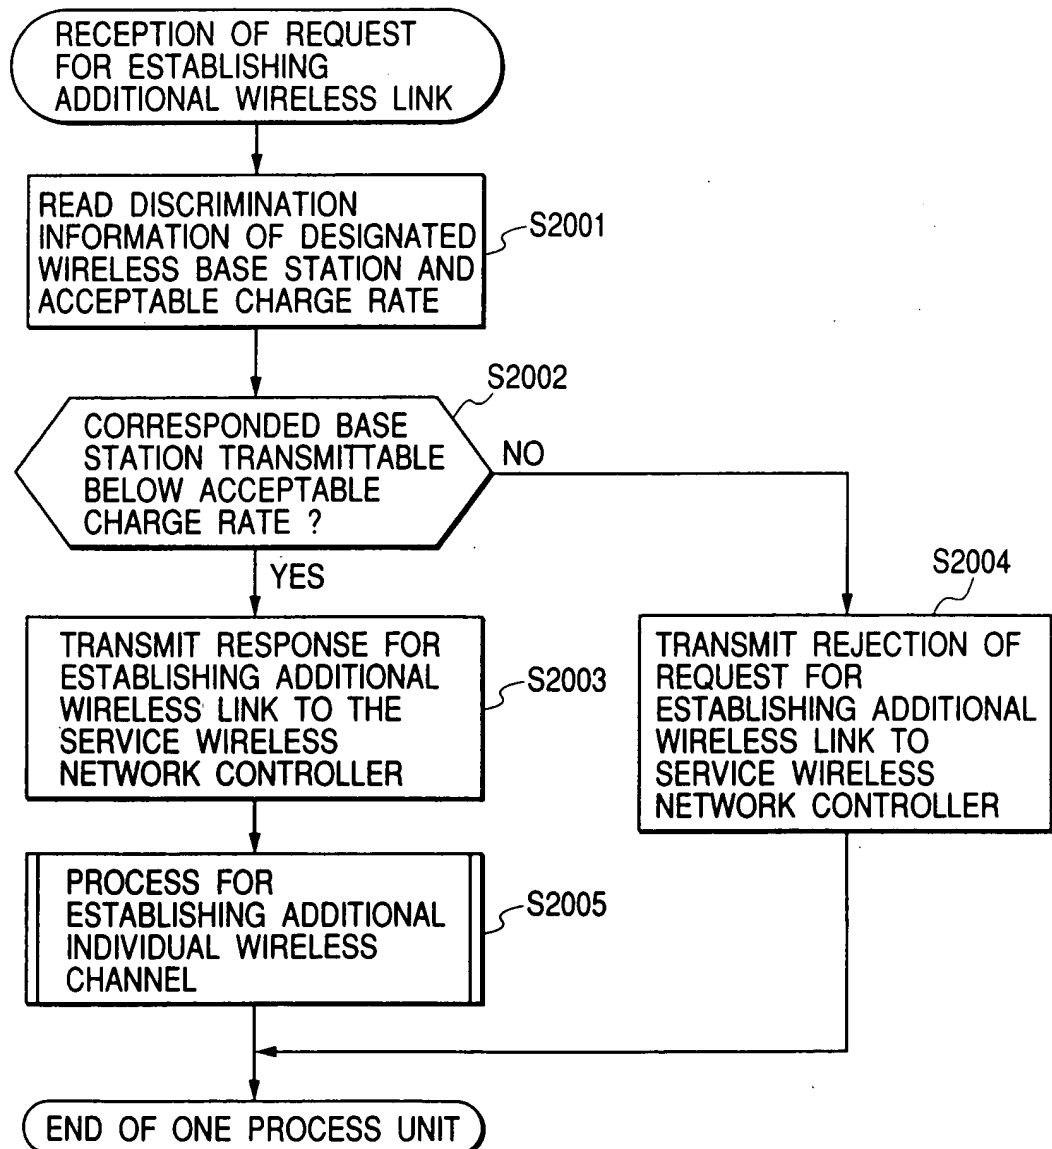 RECEPTION OF REQUEST
FOR ESTABLISHING
ADDITIONAL WIRELESS LINK
READ DISCRIMINATION
INFORMATION OF DESIGNATED
WIRELESS BASE STATION AND
ACCEPTABLE CHARGE RATE
S2001
S2002
CORRESPONDED BASE
STATION TRANSMITTABLE
BELOW ACCEPTABLE
CHARGE RATE ?
NO
YES
S2004
TRANSMIT RESPONSE FOR
ESTABLISHING ADDITIONAL
WIRELESS LINK TO THE
SERVICE WIRELESS
NETWORK CONTROLLER
S2003
TRANSMIT REJECTION OF
REQUEST FOR
ESTABLISHING ADDITIONAL
WIRELESS LINK TO
SERVICE WIRELESS
NETWORK CONTROLLER
PROCESS FOR
ESTABLISHING ADDITIONAL
INDIVIDUAL WIRELESS
CHANNEL
S2005
END OF ONE PROCESS UNIT